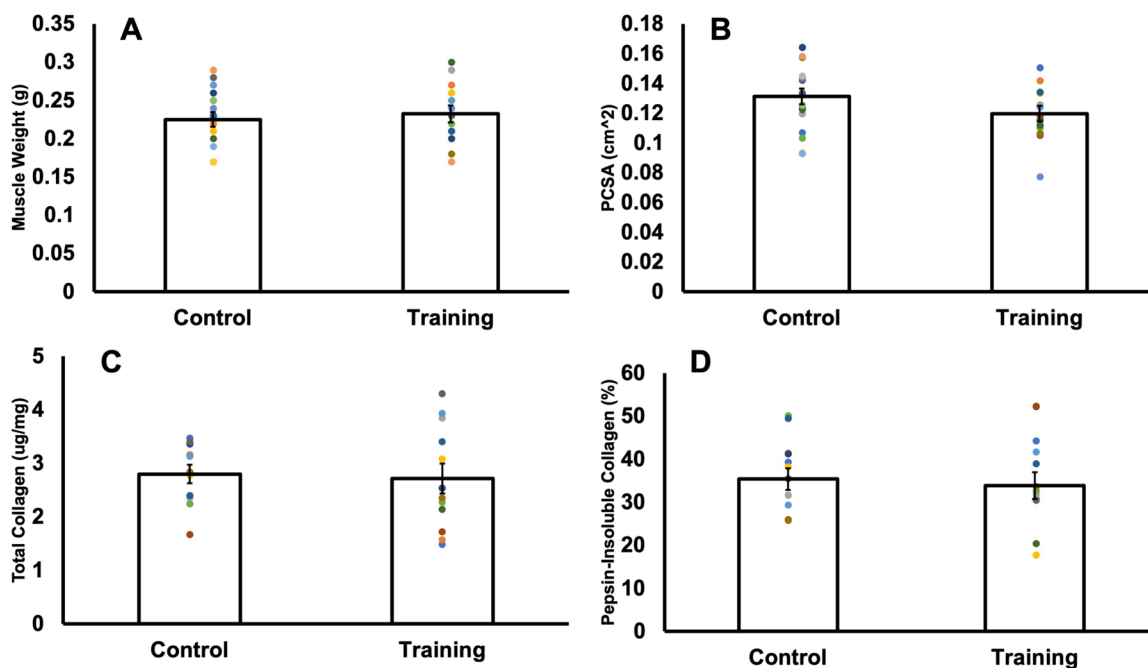 A
Muscle Weight (g)
0.35
0.3
0.25
0.2
0.15
0.1
0.05
0
Control Training
B
PCSA (cm^2)
0.18
0.16
0.14
0.12
0.1
0.08
0.06
0.04
0.02
0
Control Training
C
Total Collagen (ug/mg)
5
4
3
2
1
0
Control Training
D
Pepsin-Insoluble Collagen (%)
60
50
40
30
20
10
0
Control Training